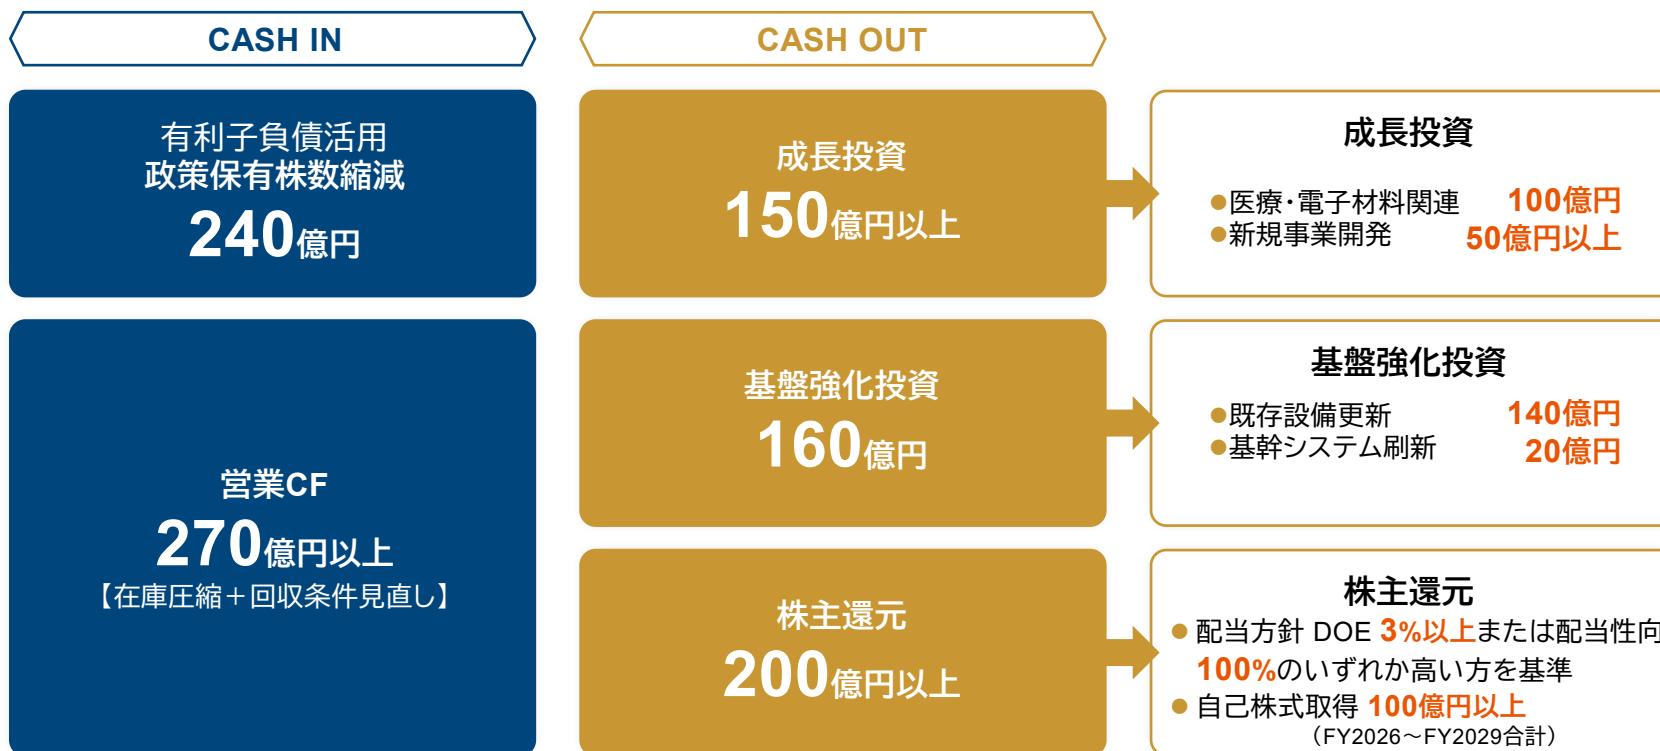 CASH IN
CASH OUT
有利子負債活用
政策保有株数縮減
240億円
営業CF
270億円以上
【在庫圧縮＋回収条件見直し】
成長投資
150億円以上
基盤強化投資
160億円
株主還元
200億円以上
成長投資
●医療・電子材料関連 100億円
●新規事業開発 50億円以上
基盤強化投資
●既存設備更新 140億円
●基幹システム刷新 20億円
株主還元
● 配当方針 DOE 3%以上または配当性向
100%のいずれか高い方を基準
● 自己株式取得 100億円以上
（FY2026～FY2029合計）